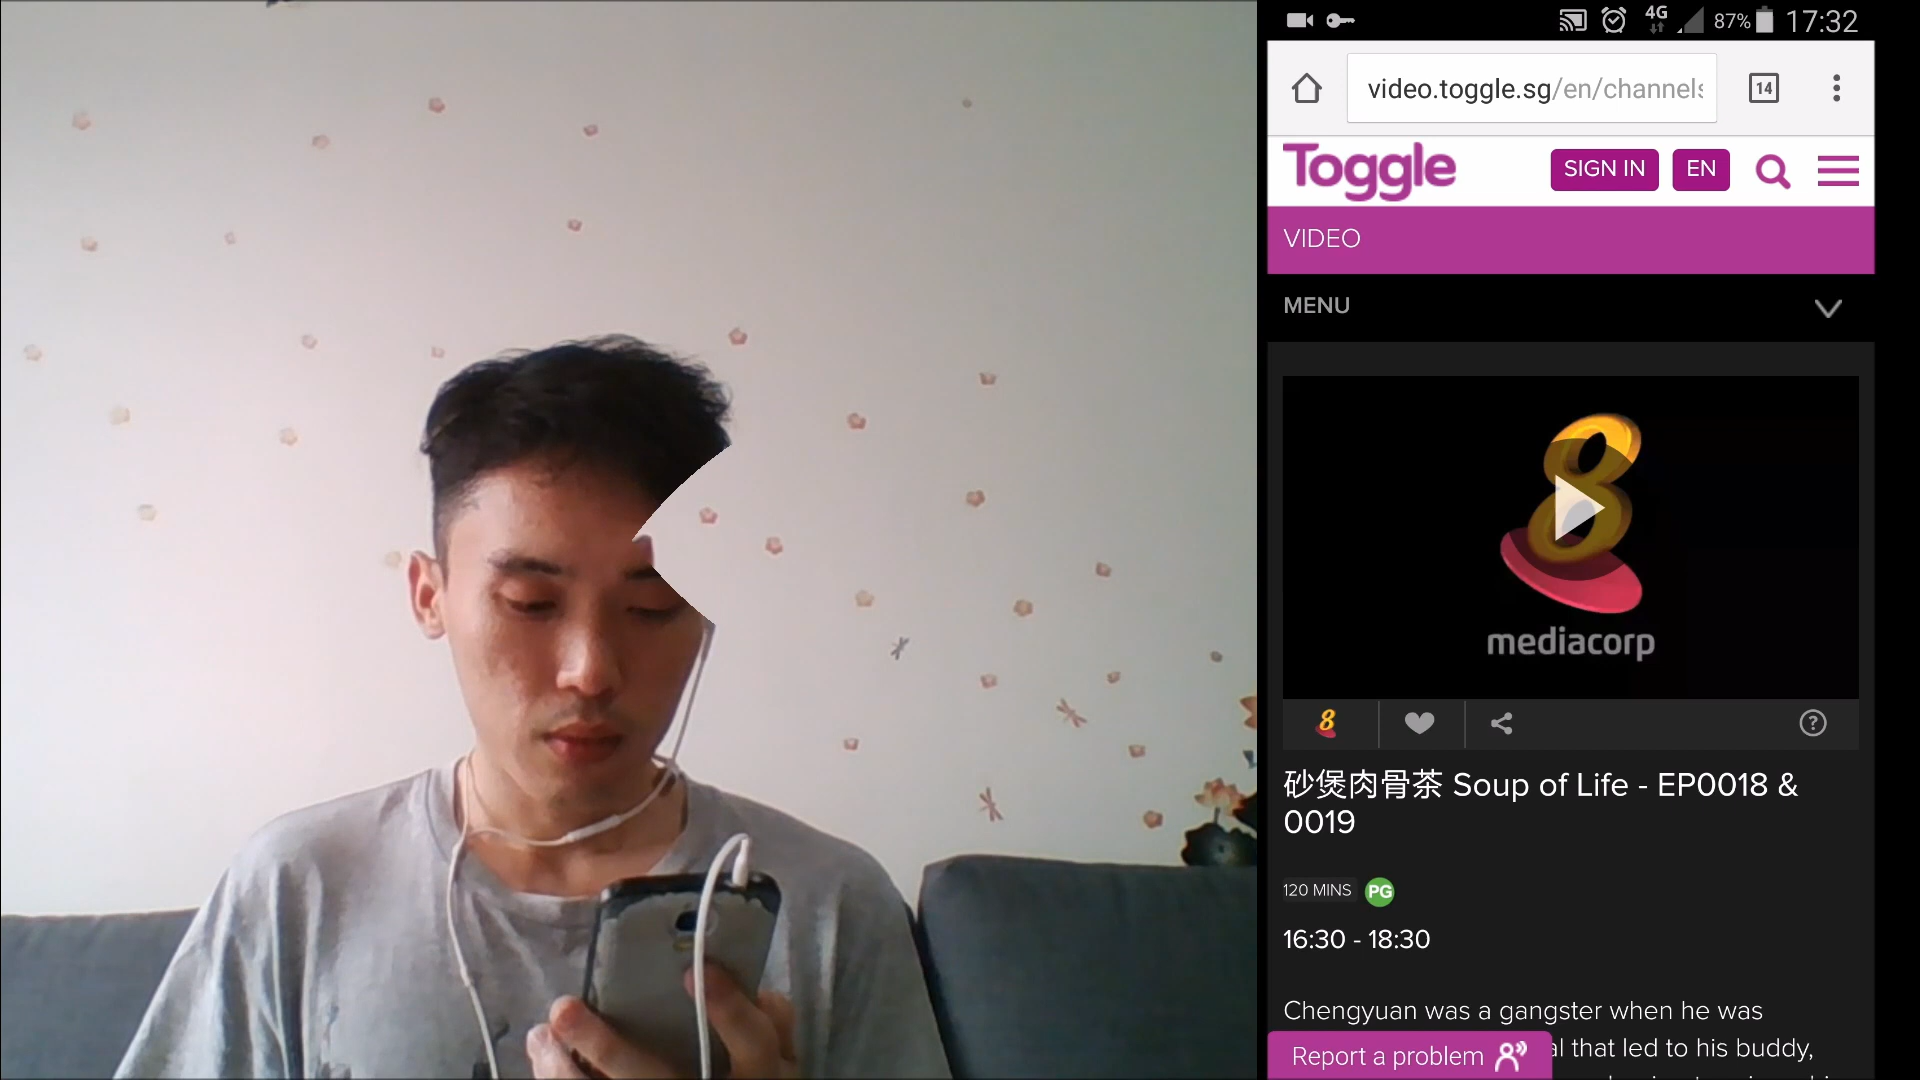 4G 87% 17:32
video.toggle.sg/en/channels
14
Toggle SIGN IN EN
VIDEO
MENU
8
mediacorp
8
砂煲肉骨茶 Soup of Life - EP0018 &
0019
120 MINS PG
16:30 - 18:30
Chengyuan was a gangster when he was
that led to his buddy,
Report a problem